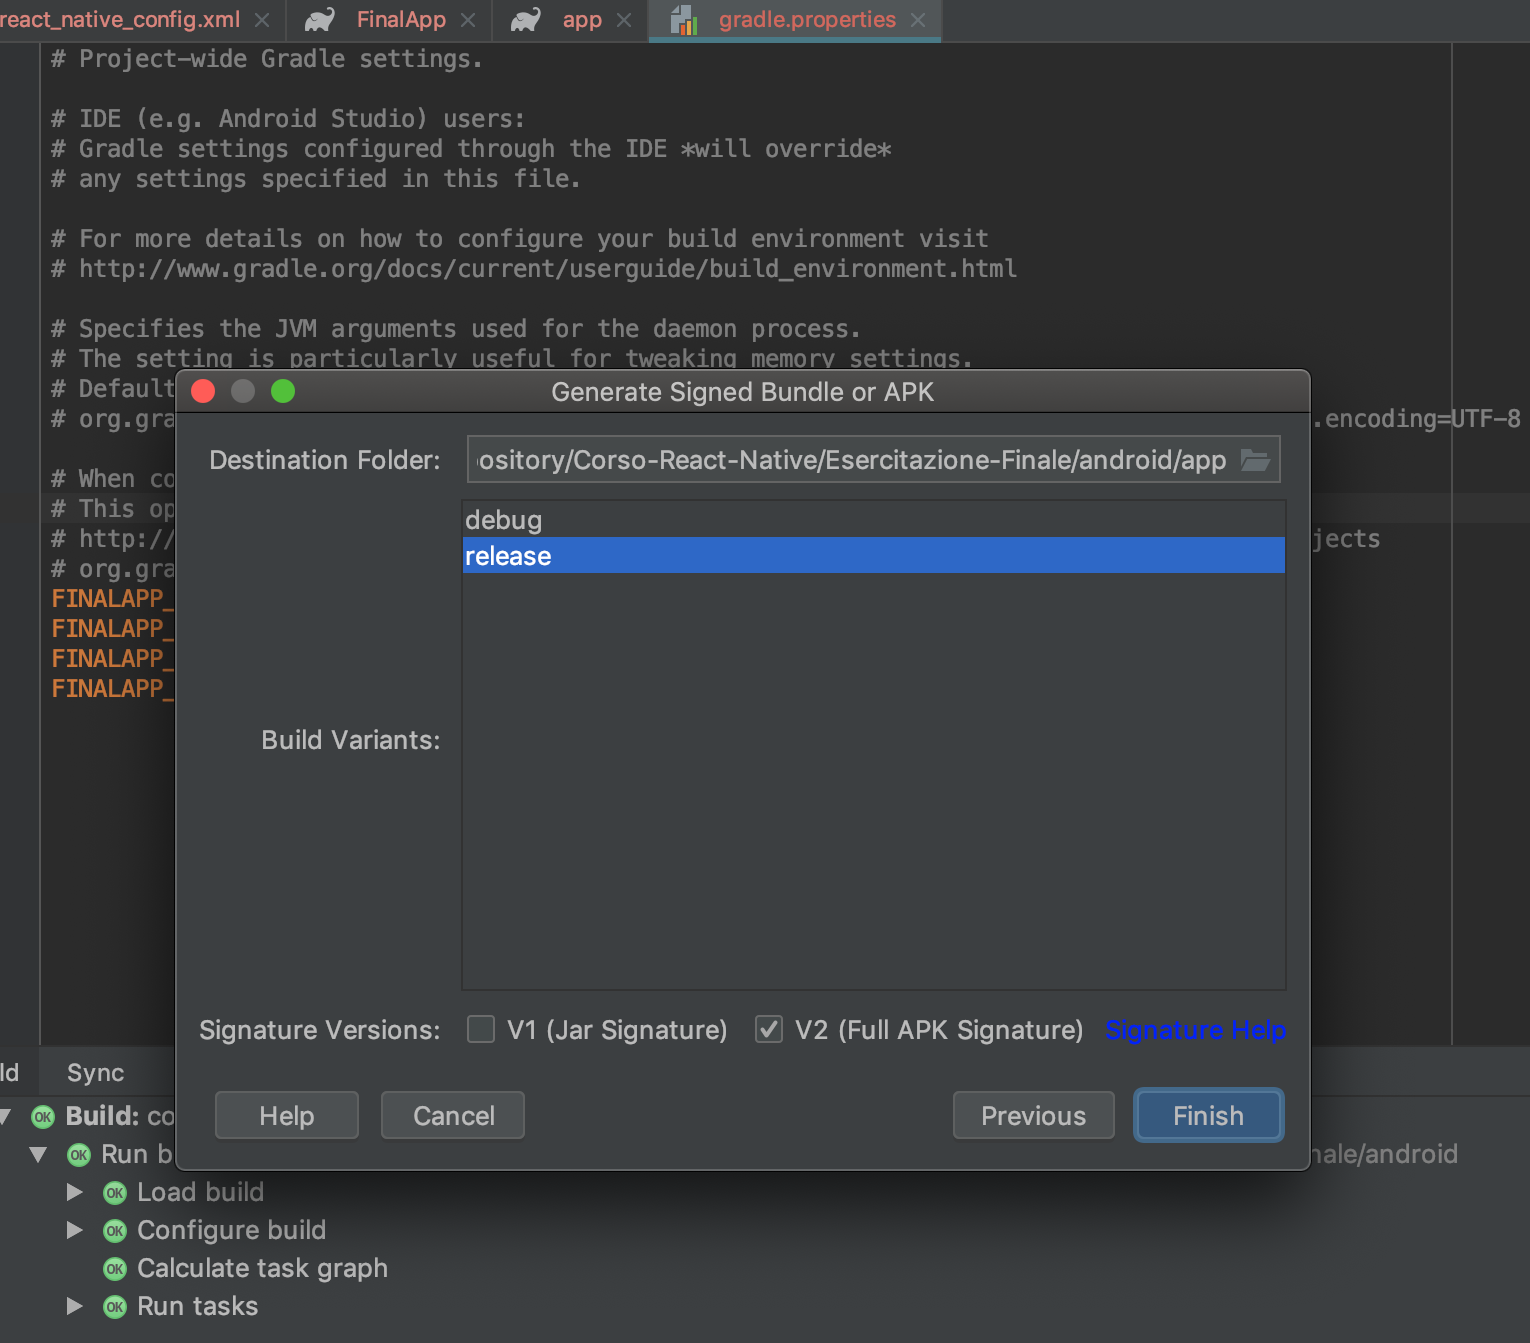 react_native_config.xml FinalApp app gradle.properties
# Project-wide Gradle settings.
# IDE (e.g. Android Studio) users:
# Gradle settings configured through the IDE *will override*
# any settings specified in this file.
# For more details on how to configure your build environment visit
# http://www.gradle.org/docs/current/userguide/build_environment.html
# Specifies the JVM arguments used for the daemon process.
# The setting is particularly useful for tweaking memory settings.
# Default
# org.gra .encoding=UTF-8
# When co
# This op
# http:// jects
# org.gra
FINALAPP_
FINALAPP_
FINALAPP_
FINALAPP_
Generate Signed Bundle or APK
Destination Folder: ository/Corso-React-Native/Esercitazione-Finale/android/app
debug
release
Build Variants:
Signature Versions: V1 (Jar Signature) V2 (Full APK Signature) Signature Help
Help Cancel Previous Finish
ld Sync
OK Build: co
OK Run b nale/android
OK Load build
OK Configure build
OK Calculate task graph
OK Run tasks